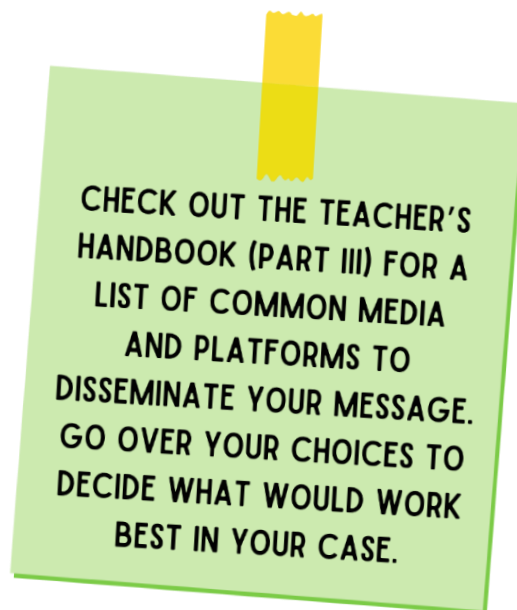 CHECK OUT THE TEACHER'S
HANDBOOK (PART III) FOR A
LIST OF COMMON MEDIA
AND PLATFORMS TO
DISSEMINATE YOUR MESSAGE.
GO OVER YOUR CHOICES TO
DECIDE WHAT WOULD WORK
BEST IN YOUR CASE.